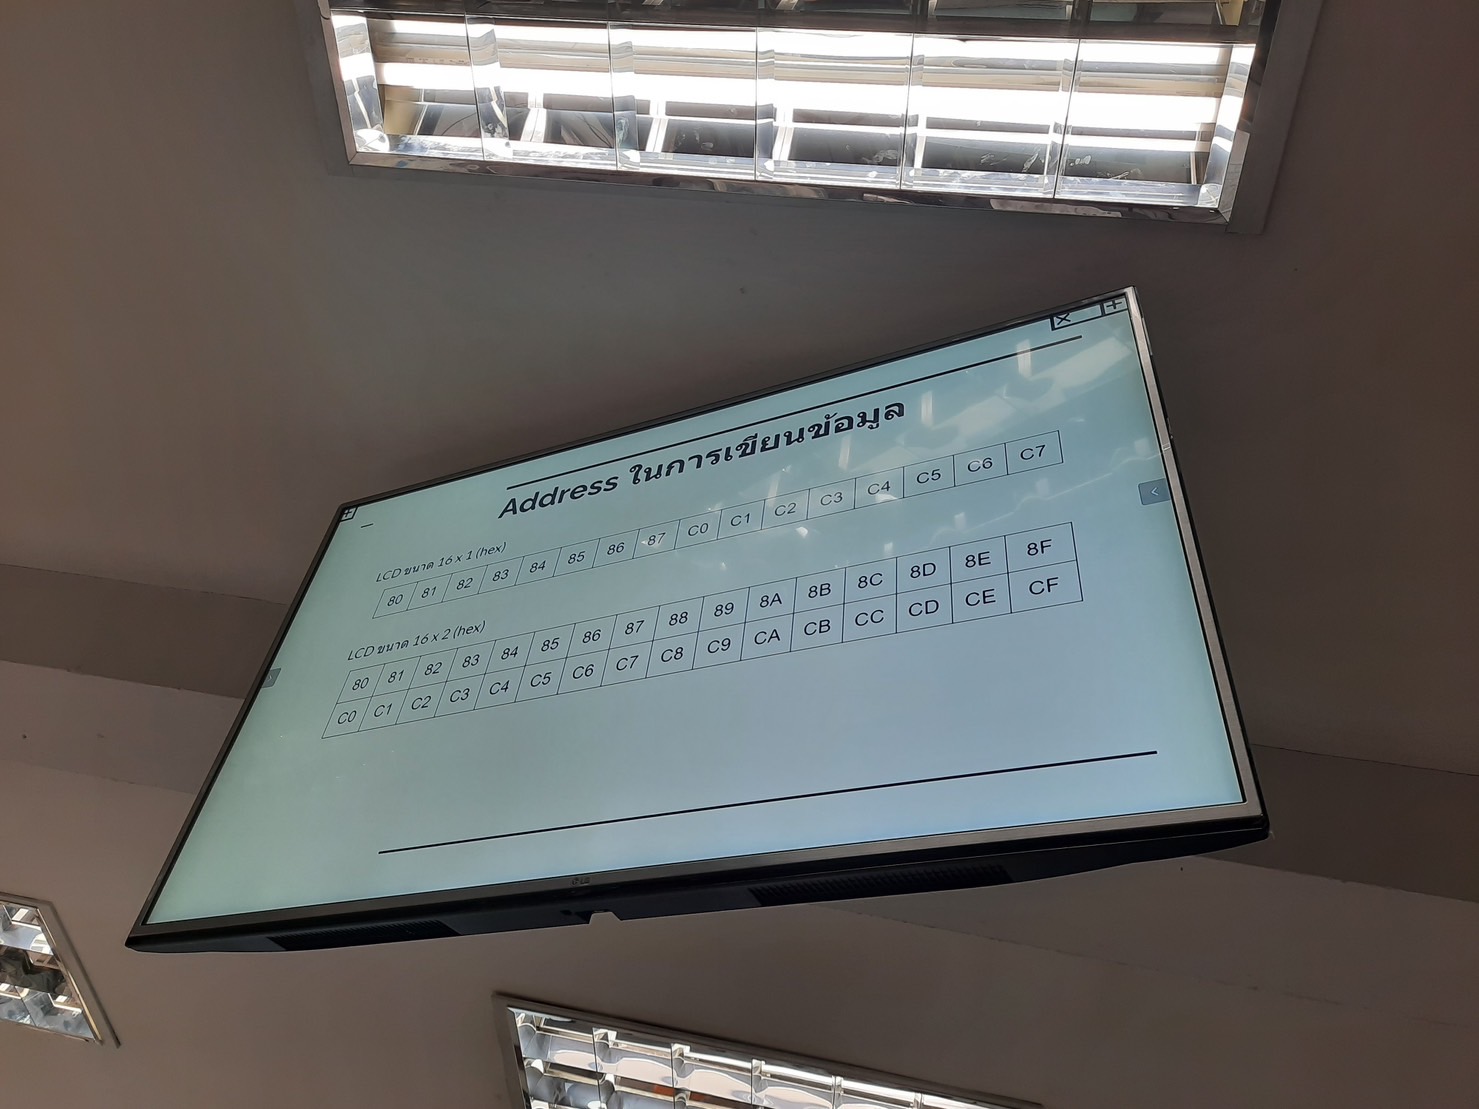 Address ในการเขียนข้อมูล
LCD ขนาด 16 x 1 (hex)
80 81 82 83 84 85 86 87 C0 C1 C2 C3 C4 C5 C6 C7
LCD ขนาด 16 x 2 (hex)
80 81 82 83 84 85 86 87 88 89 8A 8B 8C 8D 8E 8F
C0 C1 C2 C3 C4 C5 C6 C7 C8 C9 CA CB CC CD CE CF